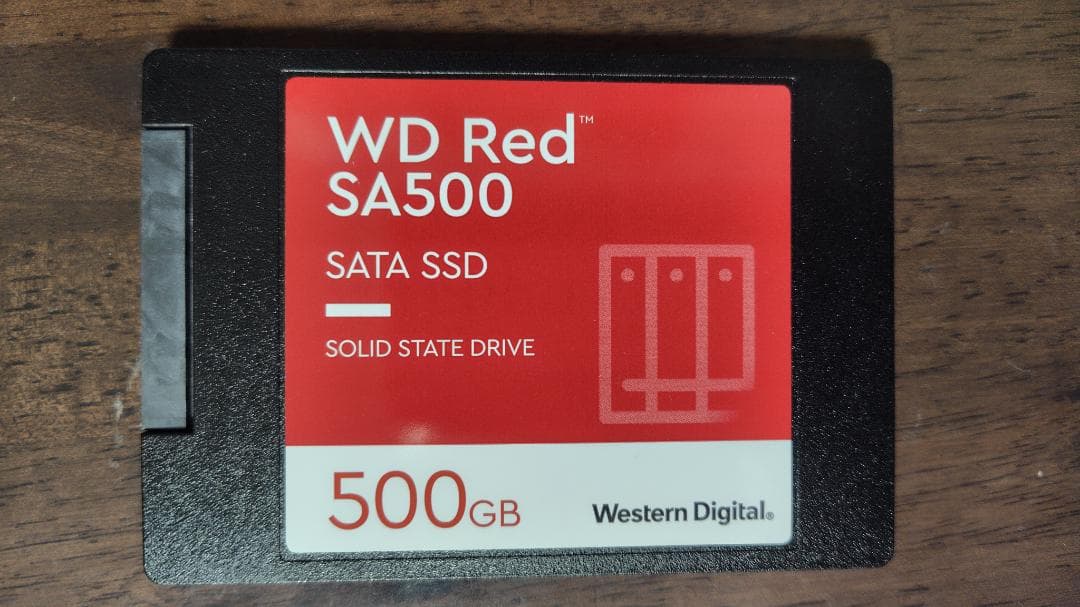 WD Red™
SA500
SATA SSD
SOLID STATE DRIVE
500GB
Western Digital®